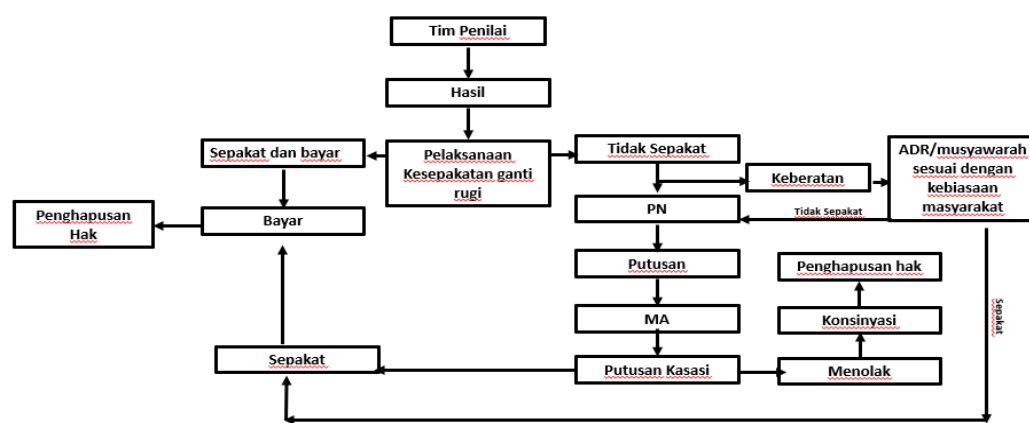 Tim Penilai
Hasil
Sepakat dan bayar
Pelaksanaan
Kesepakatan ganti
rugi
Tidak Sepakat
ADR/musyawarah
sesuai dengan
kebiasaan
masyarakat
Keberatan
Penghapusan
Hak
Bayar
PN
Tidak Sepakat
Putusan
Penghapusan hak
MA
Konsinyasi
Sepakat
Sepakat
Putusan Kasasi
Menolak